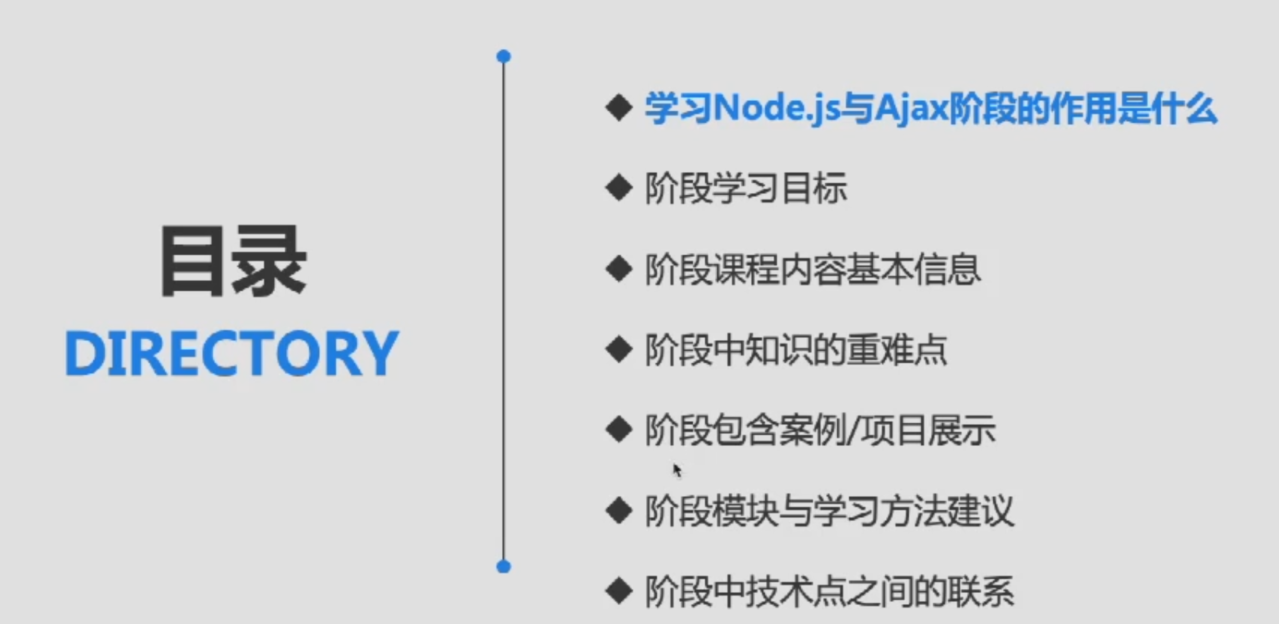 目录
DIRECTORY
学习Node.js与Ajax阶段的作用是什么
阶段学习目标
阶段课程内容基本信息
阶段中知识的重难点
阶段包含案例/项目展示
阶段模块与学习方法建议
阶段中技术点之间的联系